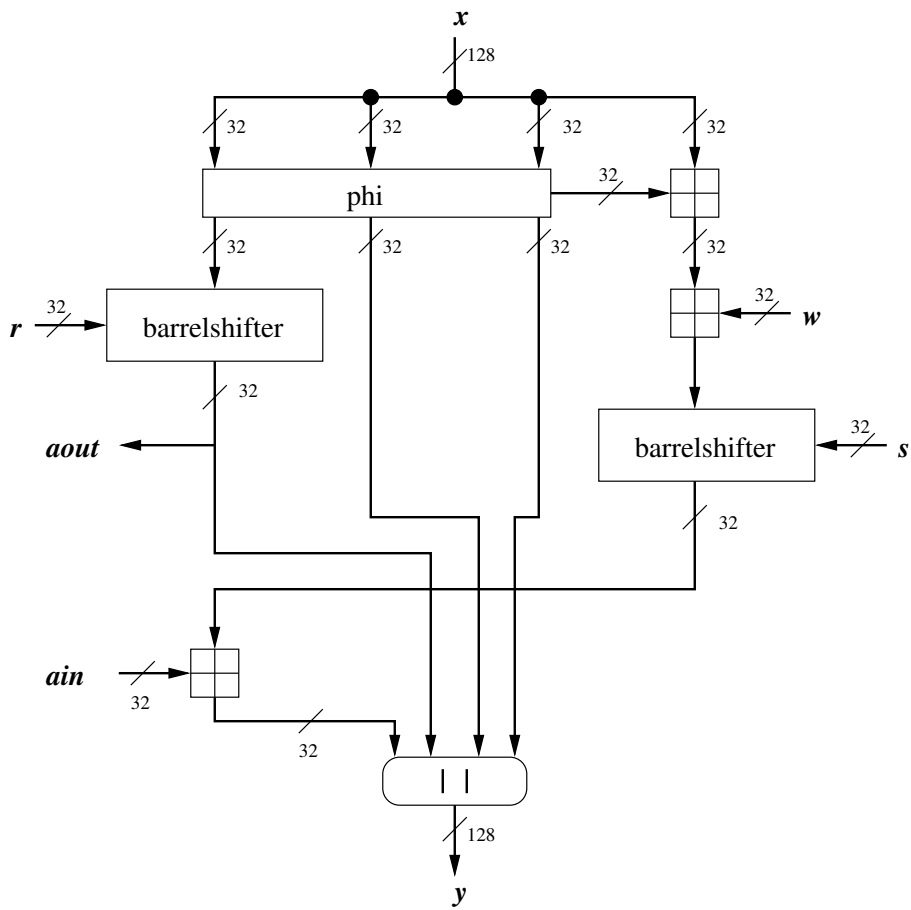 x
128
32 32 32 32
phi 32
32 32 32 32
r 32 barrelshifter 32 w
32
aout barrelshifter 32 s
32
ain 32
32
| |
128
y